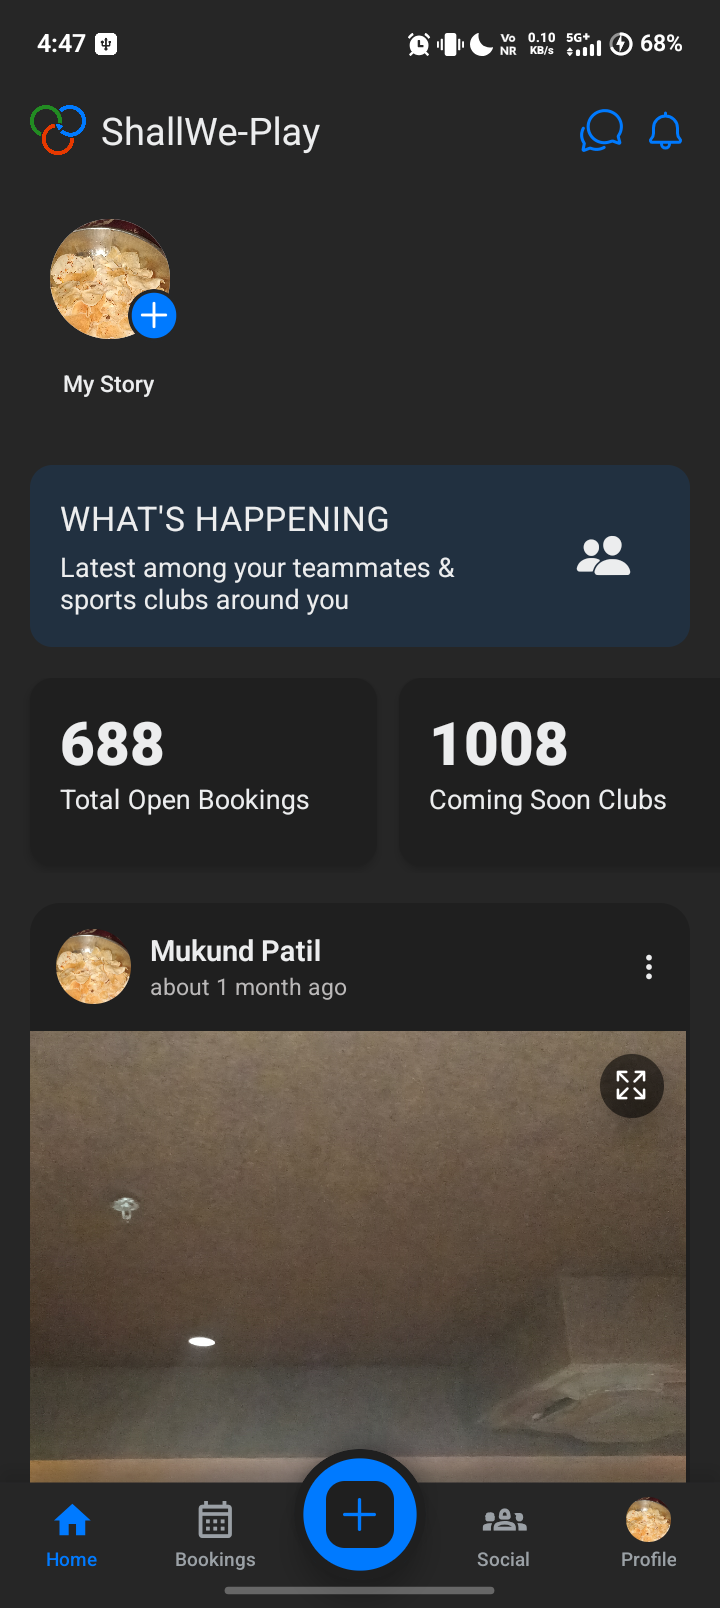 4:47
Vo
NR
0.10
KB/s
5G+
68%
ShallWe-Play
My Story
WHAT'S HAPPENING
Latest among your teammates &
sports clubs around you
688
Total Open Bookings
1008
Coming Soon Clubs
Mukund Patil
about 1 month ago
Home
Bookings
Social
Profile